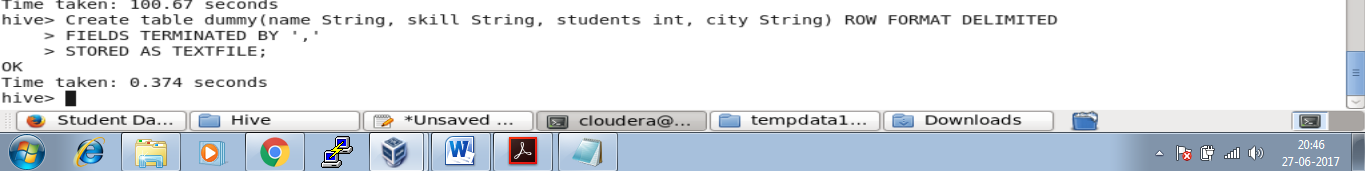 Time taken: 100.67 seconds
hive> Create table dummy(name String, skill String, students int, city String) ROW FORMAT DELIMITED
    > FIELDS TERMINATED BY ','
    > STORED AS TEXTFILE;
OK
Time taken: 0.374 seconds
hive>
Student Da... Hive *Unsaved ... cloudera@... tempdata1... Downloads
20:46
27-06-2017